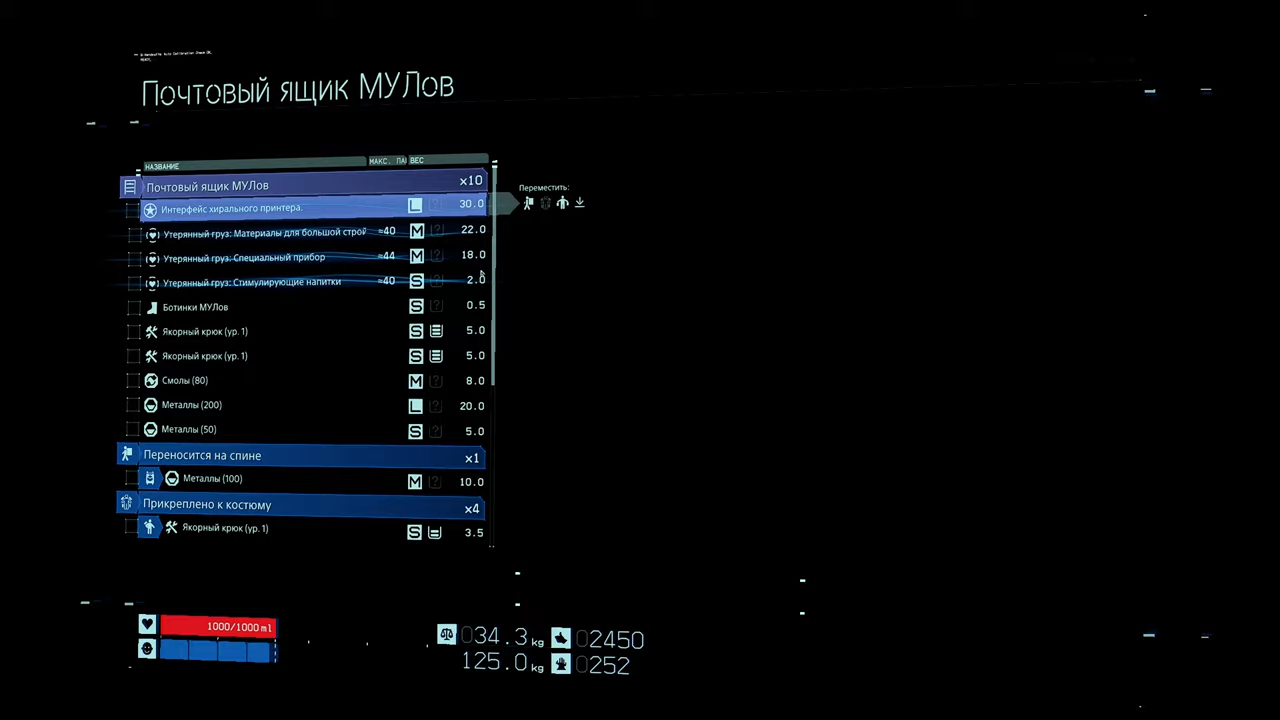 Почтовый ящик МУЛов
НАЗВАНИЕ МАКС. ПА ВЕС
Почтовый ящик МУЛов x10
Интерфейс хирального принтера. L 30.0
Переместить:
Утерянный груз: Материалы для большой строй ≈40 M 22.0
Утерянный груз: Специальный прибор ≈44 M 18.0
Утерянный груз: Стимулирующие напитки ≈40 S 2.0
Ботинки МУЛов S 0.5
Якорный крюк (ур. 1) S 5.0
Якорный крюк (ур. 1) S 5.0
Смолы (80) M 8.0
Металлы (200) L 20.0
Металлы (50) S 5.0
Переносится на спине x1
Металлы (100) M 10.0
Прикреплено к костюму x4
Якорный крюк (ур. 1) S 3.5
1000/1000 ml
034.3 kg 02450
125.0 kg 0252